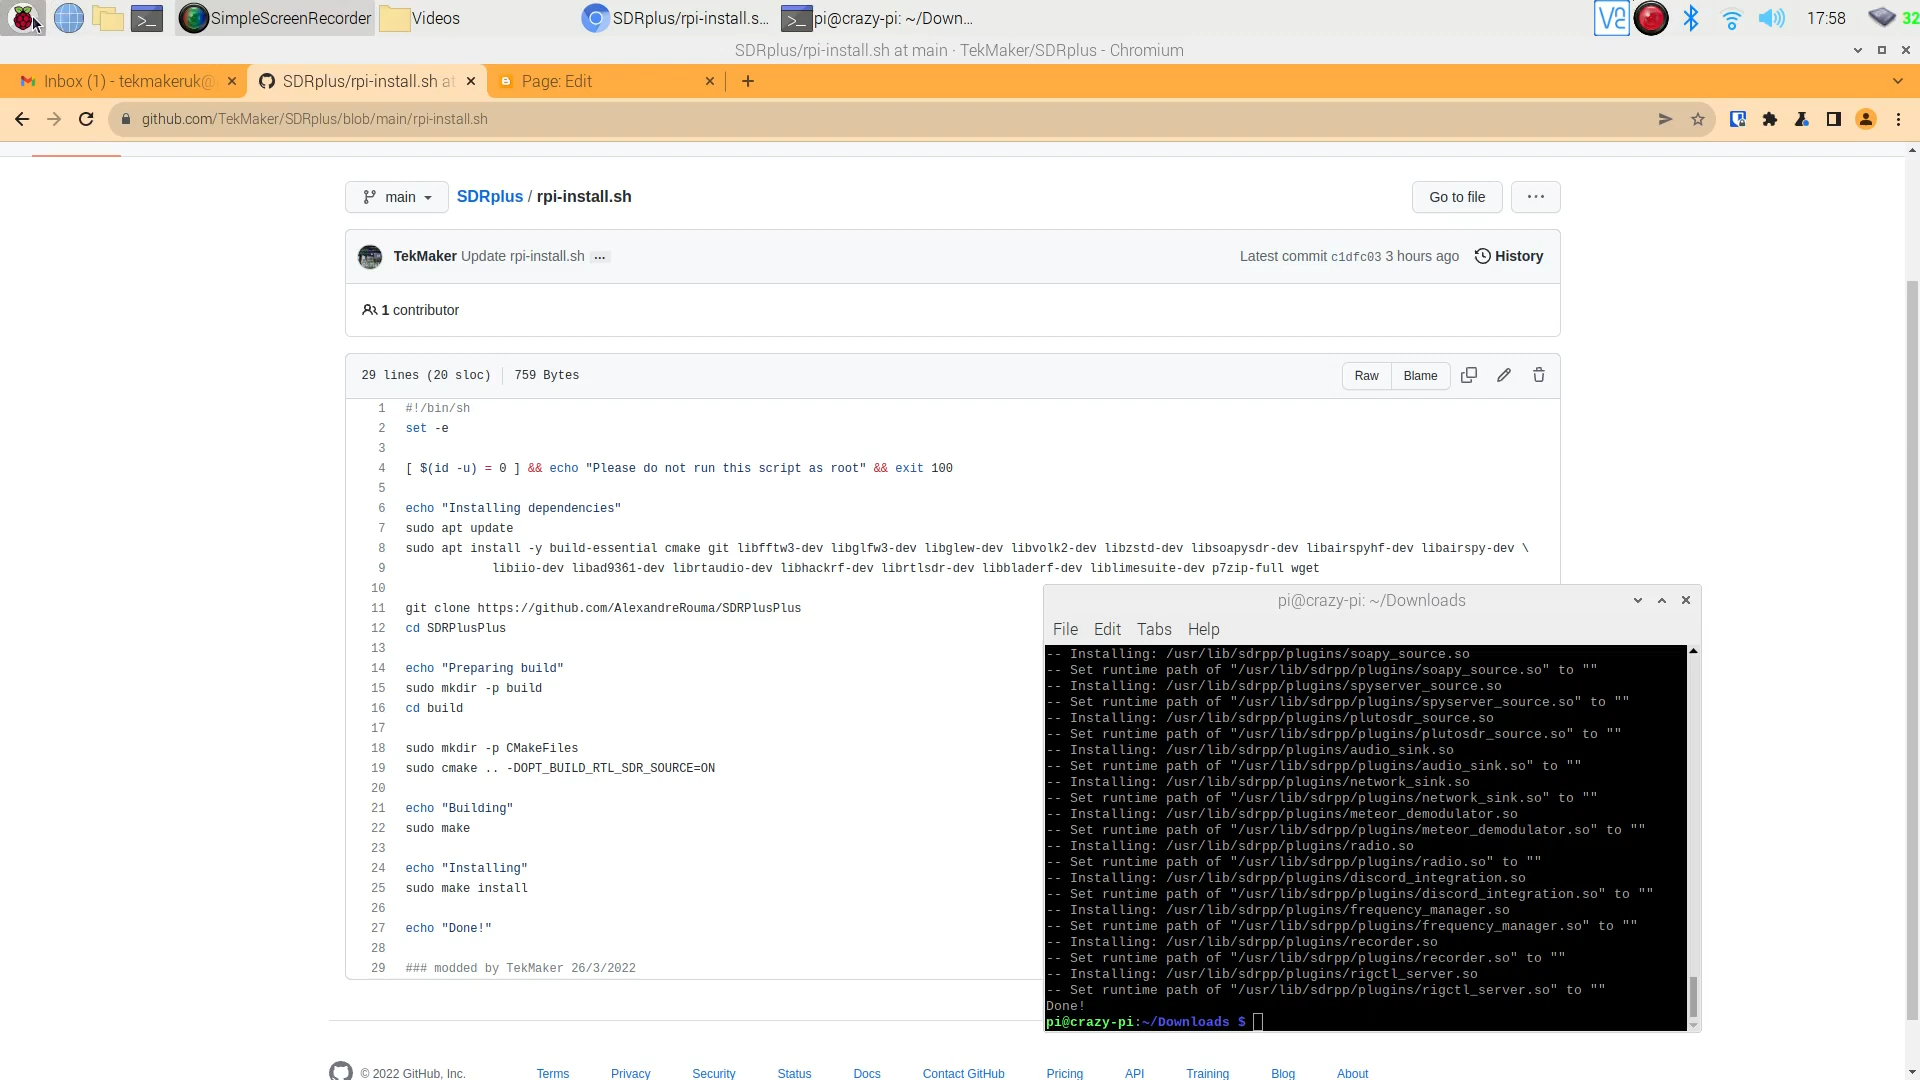 SimpleScreenRecorder
Videos
SDRplus/rpi-install.s...
pi@crazy-pi: ~/Down...
V2
17:58
32
SDRplus/rpi-install.sh at main · TekMaker/SDRplus - Chromium
Inbox (1) - tekmakeruk@
SDRplus/rpi-install.sh at
Page: Edit
github.com/TekMaker/SDRplus/blob/main/rpi-install.sh
main
SDRplus / rpi-install.sh
Go to file
...
TekMaker Update rpi-install.sh ...
Latest commit c1dfc03 3 hours ago
History
1 contributor
29 lines (20 sloc) 759 Bytes
Raw
Blame
1 #!/bin/sh
2 set -e
3
4 [ $(id -u) = 0 ] && echo "Please do not run this script as root" && exit 100
5
6 echo "Installing dependencies"
7 sudo apt update
8 sudo apt install -y build-essential cmake git libfftw3-dev libglfw3-dev libglew-dev libvolk2-dev libzstd-dev libsoapysdr-dev libairspyhf-dev libairspy-dev \
9 libiio-dev libad9361-dev librtaudio-dev libhackrf-dev librtlsdr-dev libbladerf-dev liblimesuite-dev p7zip-full wget
10
11 git clone https://github.com/AlexandreRouma/SDRPlusPlus
12 cd SDRPlusPlus
13
14 echo "Preparing build"
15 sudo mkdir -p build
16 cd build
17
18 sudo mkdir -p CMakeFiles
19 sudo cmake .. -DOPT_BUILD_RTL_SDR_SOURCE=ON
20
21 echo "Building"
22 sudo make
23
24 echo "Installing"
25 sudo make install
26
27 echo "Done!"
28
29 ### modded by TekMaker 26/3/2022
pi@crazy-pi: ~/Downloads
File Edit Tabs Help
-- Installing: /usr/lib/sdrpp/plugins/soapy_source.so
-- Set runtime path of "/usr/lib/sdrpp/plugins/soapy_source.so" to ""
-- Installing: /usr/lib/sdrpp/plugins/spyserver_source.so
-- Set runtime path of "/usr/lib/sdrpp/plugins/spyserver_source.so" to ""
-- Installing: /usr/lib/sdrpp/plugins/plutosdr_source.so
-- Set runtime path of "/usr/lib/sdrpp/plugins/plutosdr_source.so" to ""
-- Installing: /usr/lib/sdrpp/plugins/audio_sink.so
-- Set runtime path of "/usr/lib/sdrpp/plugins/audio_sink.so" to ""
-- Installing: /usr/lib/sdrpp/plugins/network_sink.so
-- Set runtime path of "/usr/lib/sdrpp/plugins/network_sink.so" to ""
-- Installing: /usr/lib/sdrpp/plugins/meteor_demodulator.so
-- Set runtime path of "/usr/lib/sdrpp/plugins/meteor_demodulator.so" to ""
-- Installing: /usr/lib/sdrpp/plugins/radio.so
-- Set runtime path of "/usr/lib/sdrpp/plugins/radio.so" to ""
-- Installing: /usr/lib/sdrpp/plugins/discord_integration.so
-- Set runtime path of "/usr/lib/sdrpp/plugins/discord_integration.so" to ""
-- Installing: /usr/lib/sdrpp/plugins/frequency_manager.so
-- Set runtime path of "/usr/lib/sdrpp/plugins/frequency_manager.so" to ""
-- Installing: /usr/lib/sdrpp/plugins/recorder.so
-- Set runtime path of "/usr/lib/sdrpp/plugins/recorder.so" to ""
-- Installing: /usr/lib/sdrpp/plugins/rigctl_server.so
-- Set runtime path of "/usr/lib/sdrpp/plugins/rigctl_server.so" to ""
Done!
pi@crazy-pi:~/Downloads $
© 2022 GitHub, Inc. Terms Privacy Security Status Docs Contact GitHub Pricing API Training Blog About